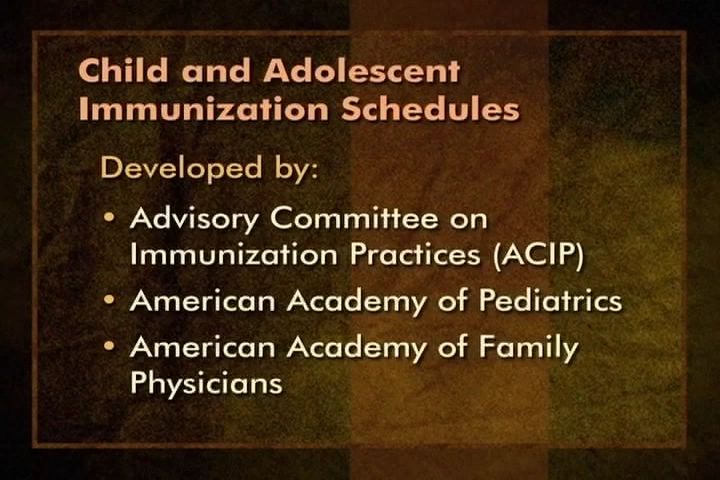 Child and Adolescent
Immunization Schedules
Developed by:
• Advisory Committee on
Immunization Practices (ACIP)
• American Academy of Pediatrics
• American Academy of Family
Physicians